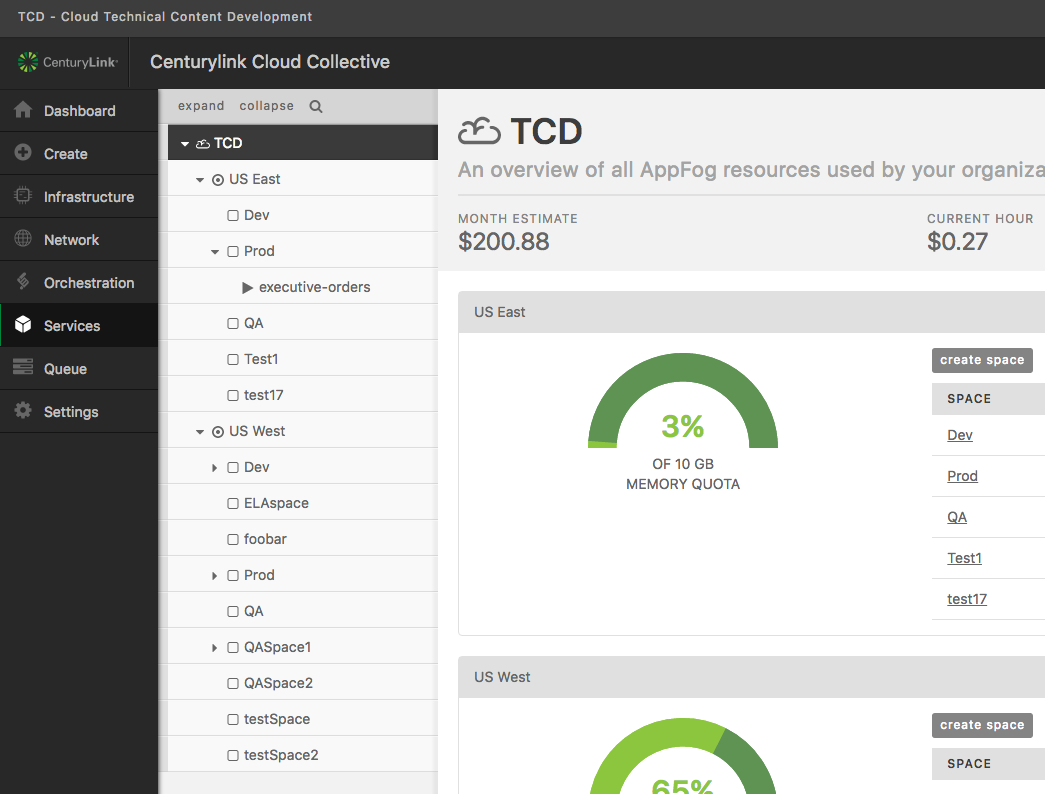 TCD - Cloud Technical Content Development
CenturyLink
Centurylink Cloud Collective
Dashboard
Create
Infrastructure
Network
Orchestration
Services
Queue
Settings
expand collapse
TCD
US East
Dev
Prod
executive-orders
QA
Test1
test17
US West
Dev
ELAspace
foobar
Prod
QA
QASpace1
QASpace2
testSpace
testSpace2
TCD
An overview of all AppFog resources used by your organiza
MONTH ESTIMATE
$200.88
CURRENT HOUR
$0.27
US East
3%
OF 10 GB
MEMORY QUOTA
create space
SPACE
Dev
Prod
QA
Test1
test17
US West
65%
create space
SPACE